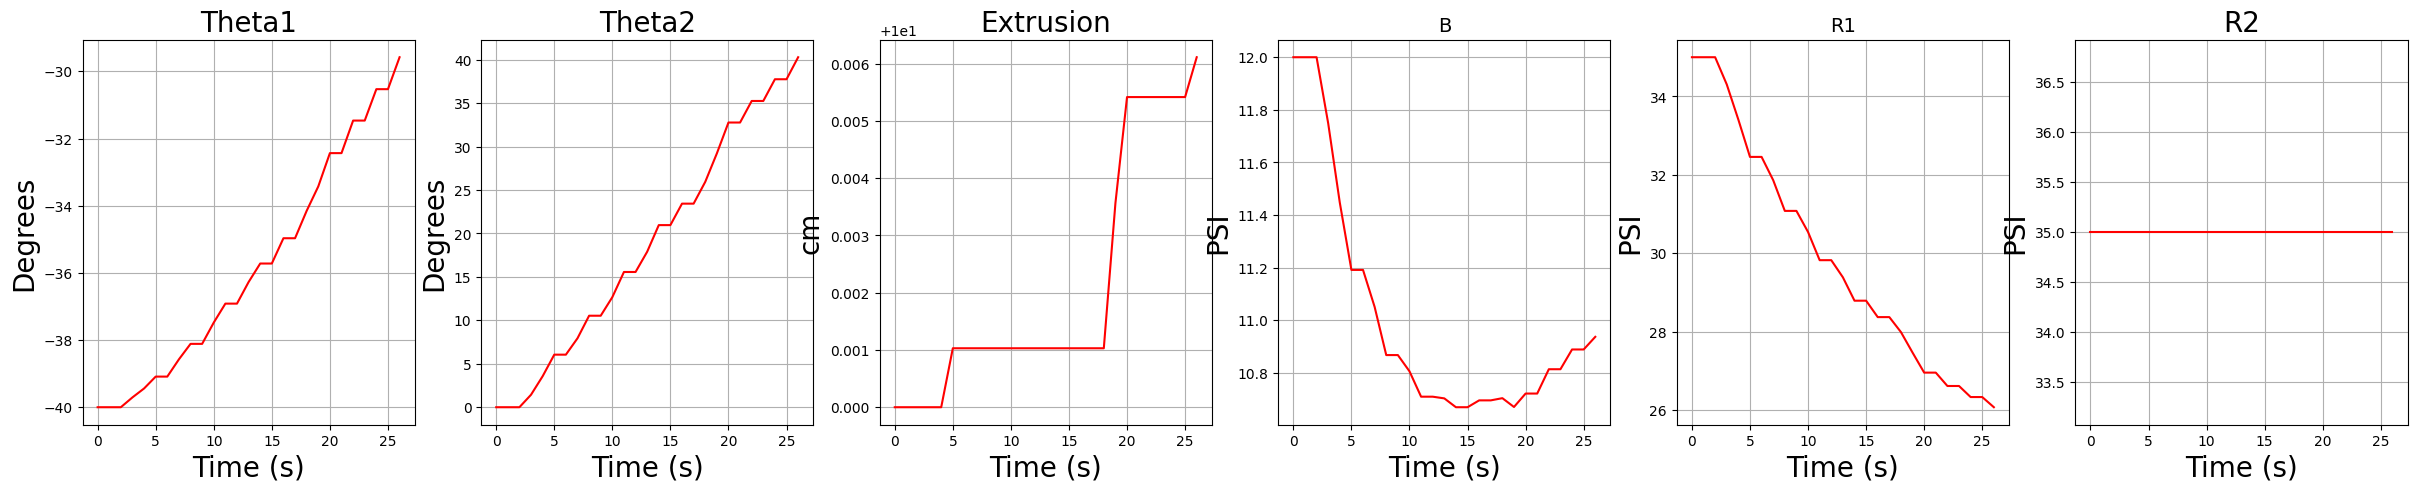 Theta1
Degrees
−30
−32
−34
−36
−38
−40
0 5 10 15 20 25
Time (s)
Theta2
Degrees
40
35
30
25
20
15
10
5
0
0 5 10 15 20 25
Time (s)
Extrusion
+1e1
cm
0.006
0.005
0.004
0.003
0.002
0.001
0.000
0 5 10 15 20 25
Time (s)
B
PSI
12.0
11.8
11.6
11.4
11.2
11.0
10.8
0 5 10 15 20 25
Time (s)
R1
PSI
34
32
30
28
26
0 5 10 15 20 25
Time (s)
R2
PSI
36.5
36.0
35.5
35.0
34.5
34.0
33.5
0 5 10 15 20 25
Time (s)